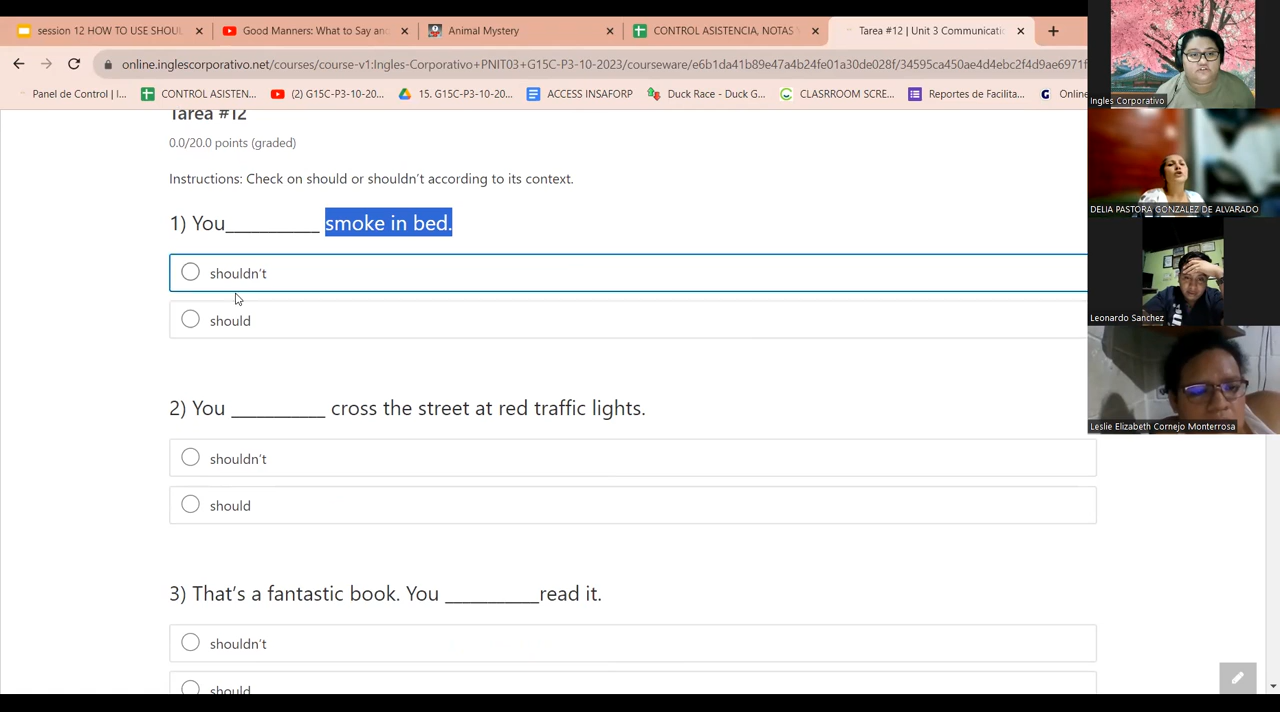 session 12 HOW TO USE SHOUL
Good Manners: What to Say and
Animal Mystery
CONTROL ASISTENCIA, NOTAS Y
Tarea #12 | Unit 3 Communicatio
online.inglescorporativo.net/courses/course-v1:Ingles-Corporativo+PNIT03+G15C-P3-10-2023/courseware/e6b1da41b89e47a4b24fe01a30de028f/34595ca450ae4d4ebc2f4d9ae6971f
Panel de Control | I...
CONTROL ASISTEN...
(2) G15C-P3-10-20...
15. G15C-P3-10-202...
ACCESS INSAFORP
Duck Race - Duck G...
CLASRROOM SCRE...
Reportes de Facilita...
Online
Tarea #12
0.0/20.0 points (graded)
Instructions: Check on should or shouldn’t according to its context.
1) You__________ smoke in bed.
shouldn’t
should
2) You __________ cross the street at red traffic lights.
shouldn’t
should
3) That’s a fantastic book. You __________read it.
shouldn’t
should
Ingles Corporativo
DELIA PASTORA GONZALEZ DE ALVARADO
Leonardo Sanchez
Leslie Elizabeth Cornejo Monterrosa